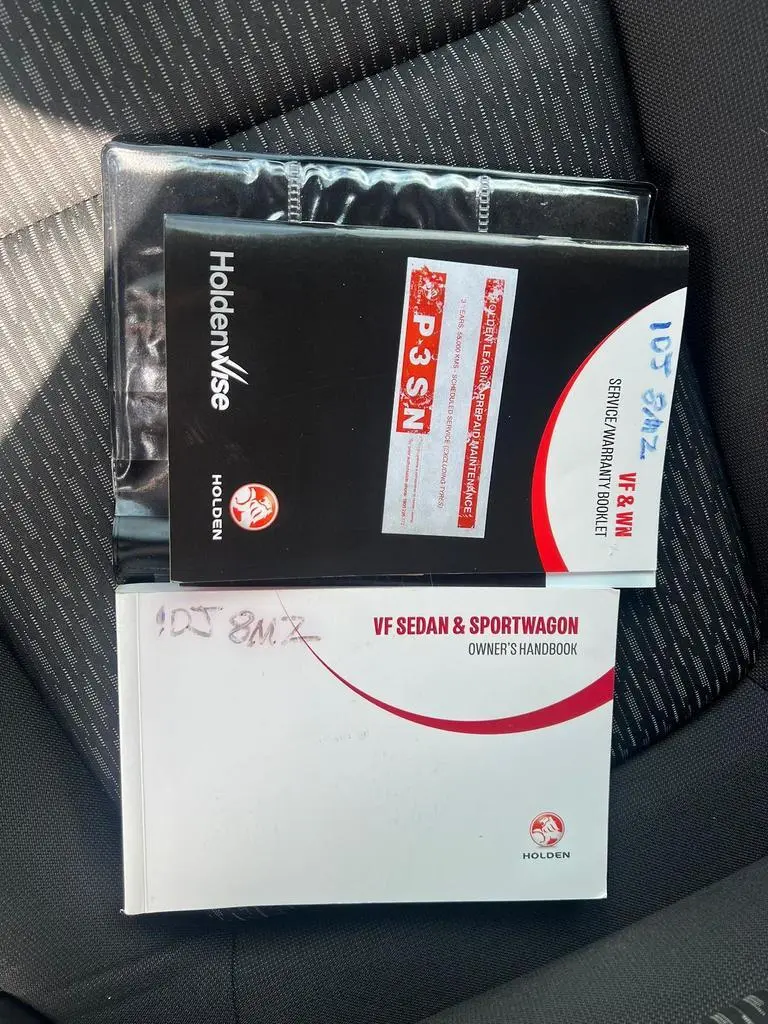 HoldenWise
HOLDEN
HOLDEN LEASING PREPAID MAINTENANCE
3 YEARS, 55,000 KMS - SCHEDULED SERVICE (EXCLUDING TYRES)
P3SN
1DJ 8MZ
VF & WN
SERVICE/WARRANTY BOOKLET
1DJ 8MZ
VF SEDAN & SPORTWAGON
OWNER'S HANDBOOK
HOLDEN